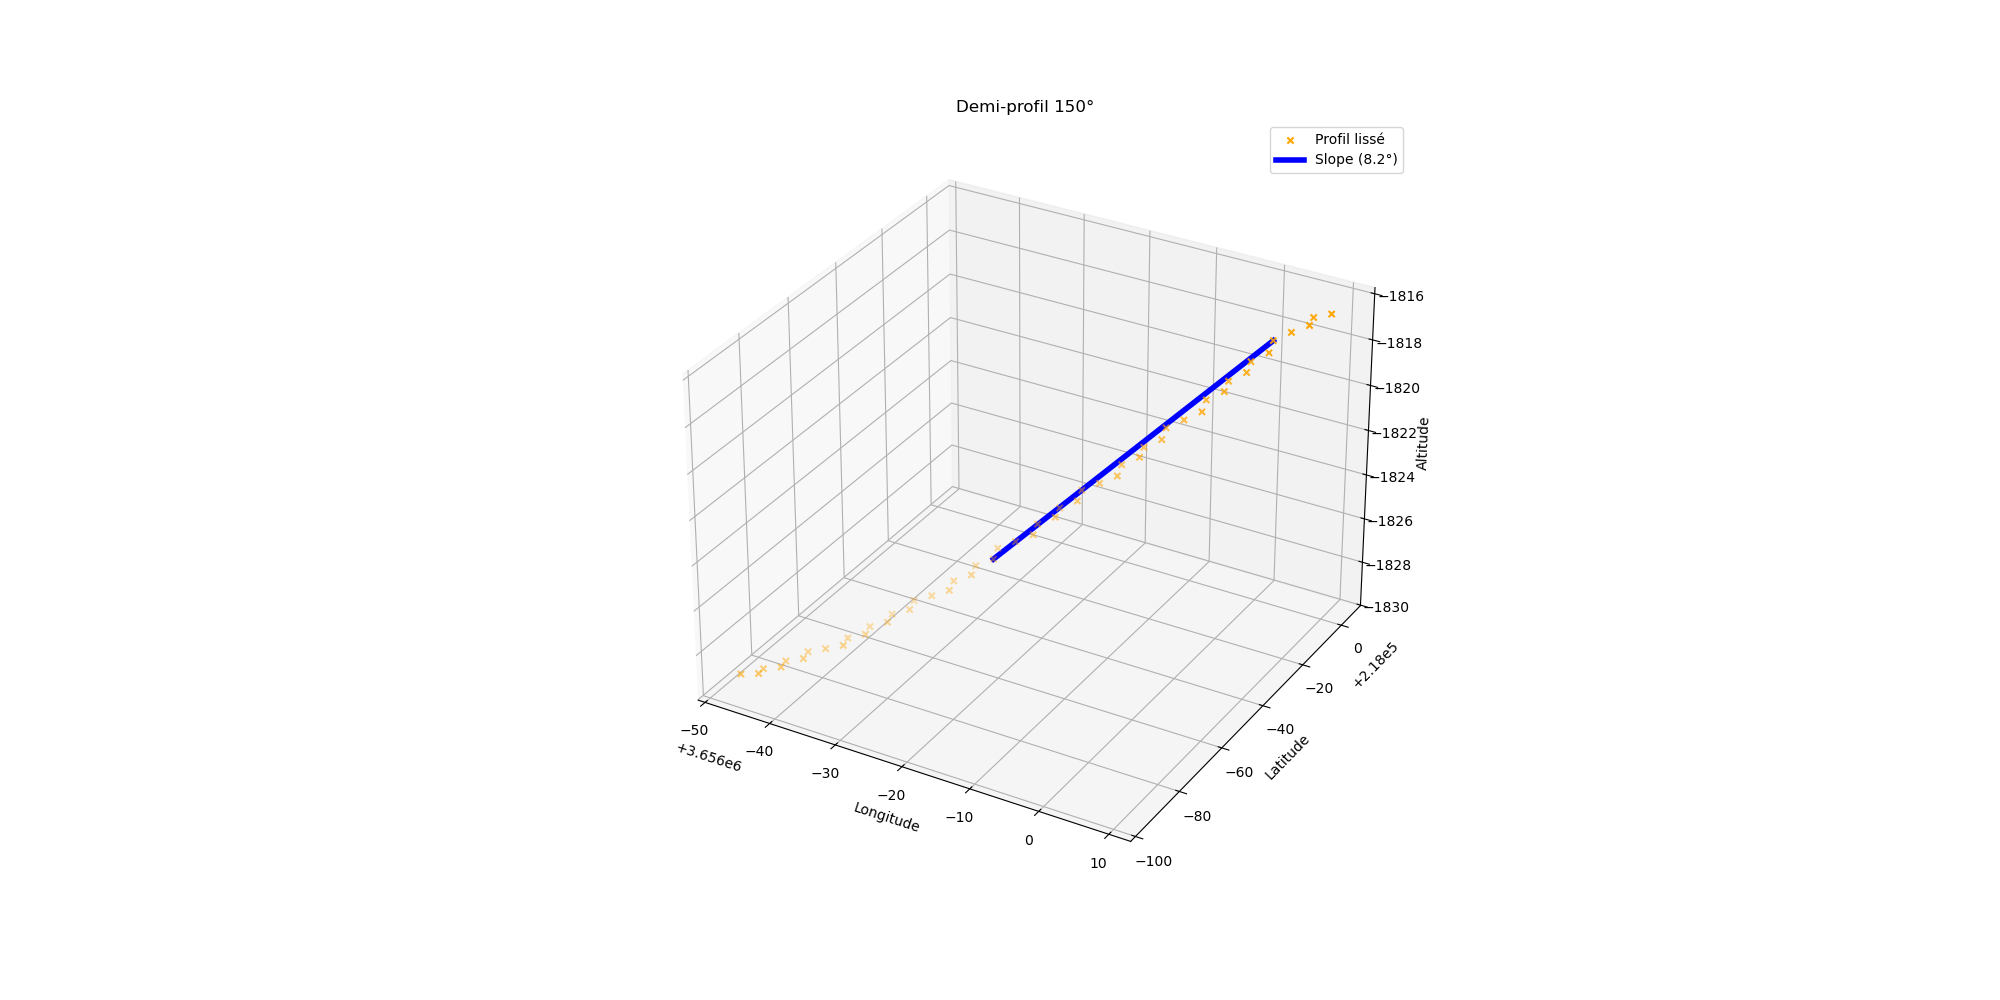 Demi-profil 150°
Profil lissé
Slope (8.2°)
−1816
−1818
−1820
−1822
−1824
−1826
−1828
−1830
Altitude
0
−20
−40
−60
−80
−100
+2.18e5
Latitude
−50
−40
−30
−20
−10
0
10
+3.656e6
Longitude